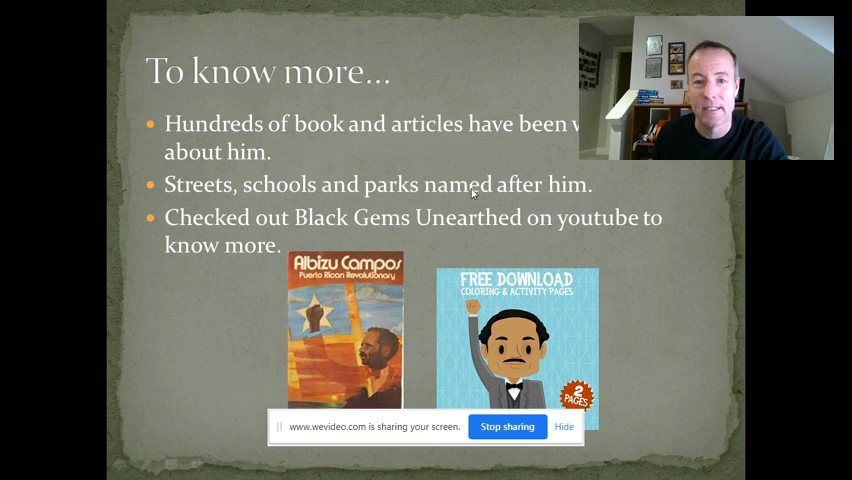 To know more...
Hundreds of book and articles have been
about him.
Streets, schools and parks named after him.
Checked out Black Gems Unearthed on youtube to
know more.
Albizu Campos
Puerto Rican Revolutionary
FREE DOWNLOAD
COLORING & ACTIVITY PAGES
2
PAGES
www.wevideo.com is sharing your screen.
Stop sharing
Hide